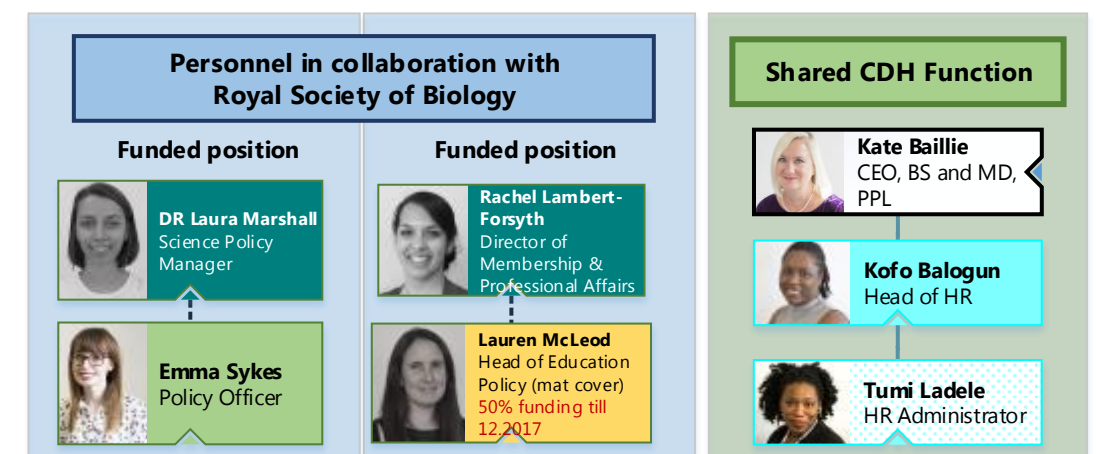 Personnel in collaboration with
Royal Society of Biology
Funded position
DR Laura Marshall
Science Policy
Manager
Emma Sykes
Policy Officer
Funded position
Rachel Lambert-
Forsyth
Director of
Membership &
Professional Affairs
Lauren McLeod
Head of Education
Policy (mat cover)
50% funding till
12.2017
Shared CDH Function
Kate Baillie
CEO, BS and MD,
PPL
Kofo Balogun
Head of HR
Tumi Ladele
HR Administrator